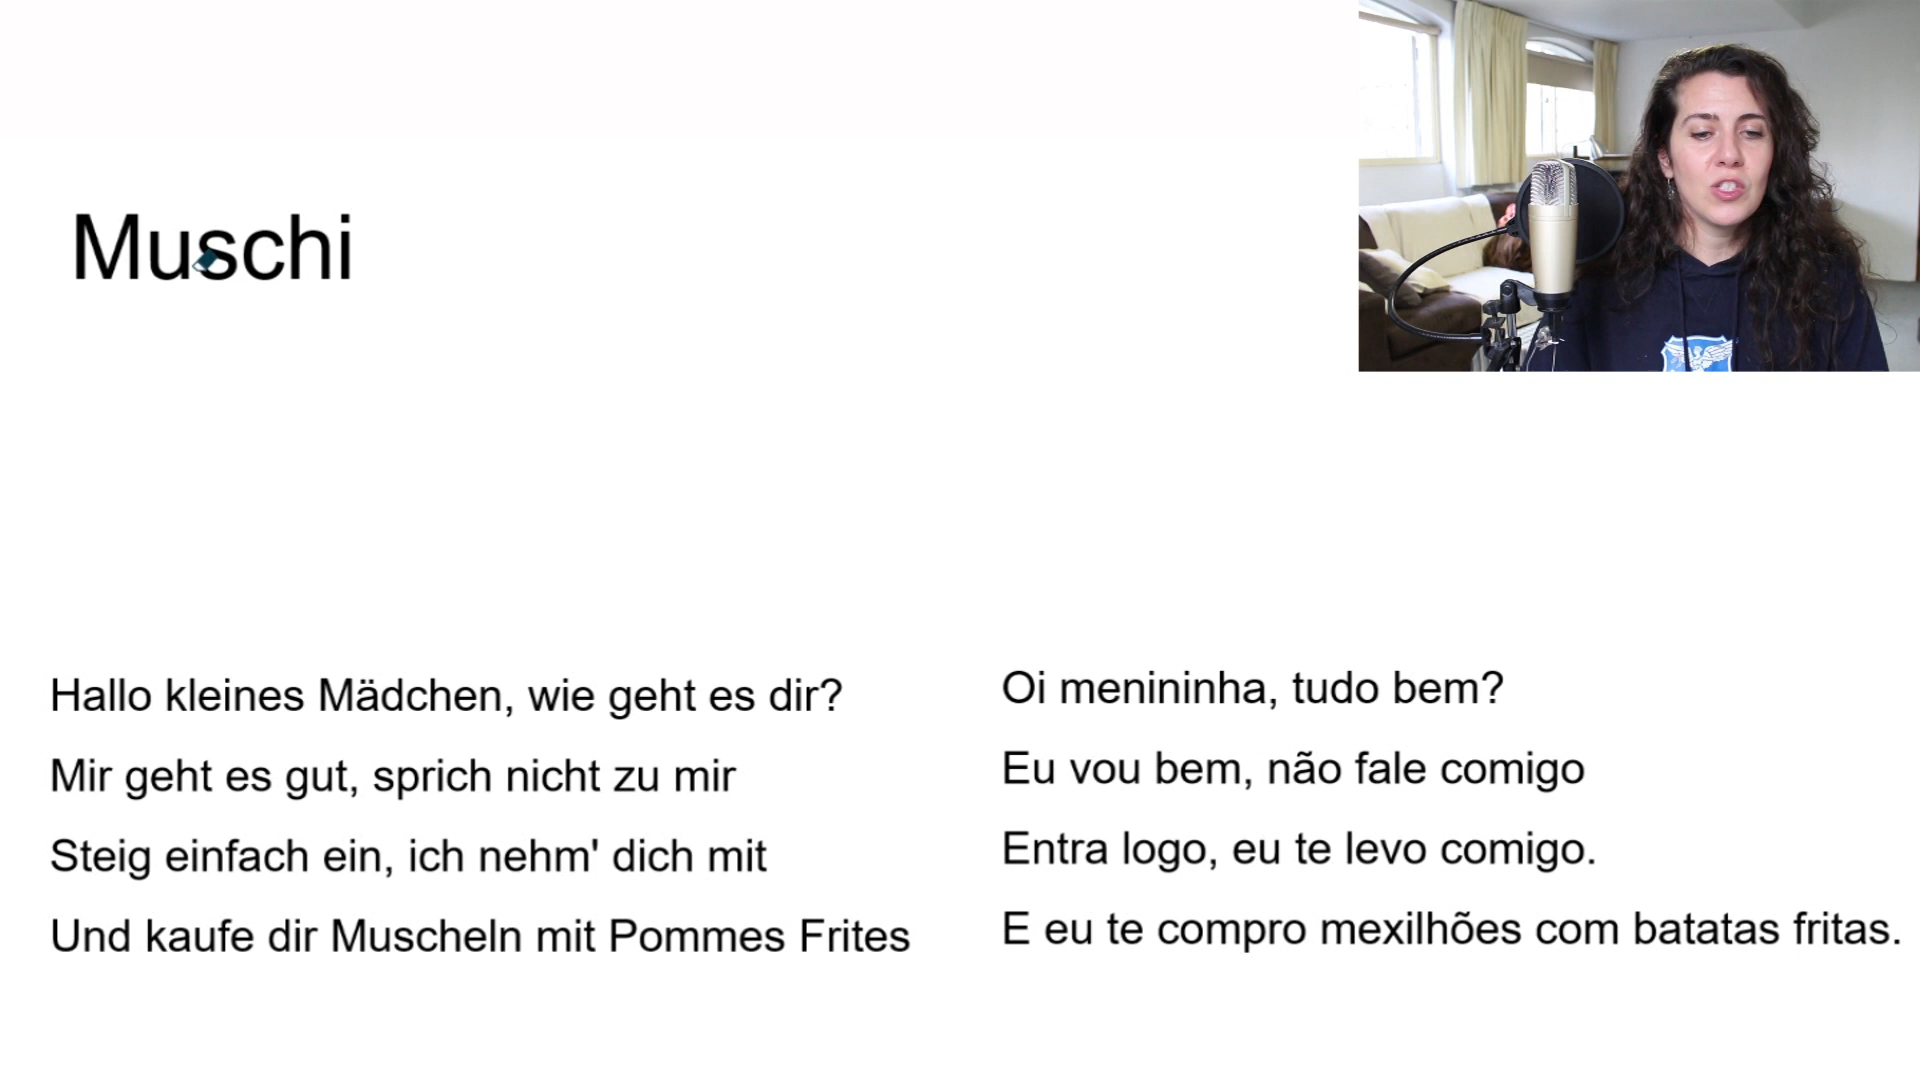 Muschi
Hallo kleines Mädchen, wie geht es dir?
Mir geht es gut, sprich nicht zu mir
Steig einfach ein, ich nehm' dich mit
Und kaufe dir Muscheln mit Pommes Frites
Oi menininha, tudo bem?
Eu vou bem, não fale comigo
Entra logo, eu te levo comigo.
E eu te compro mexilhões com batatas fritas.